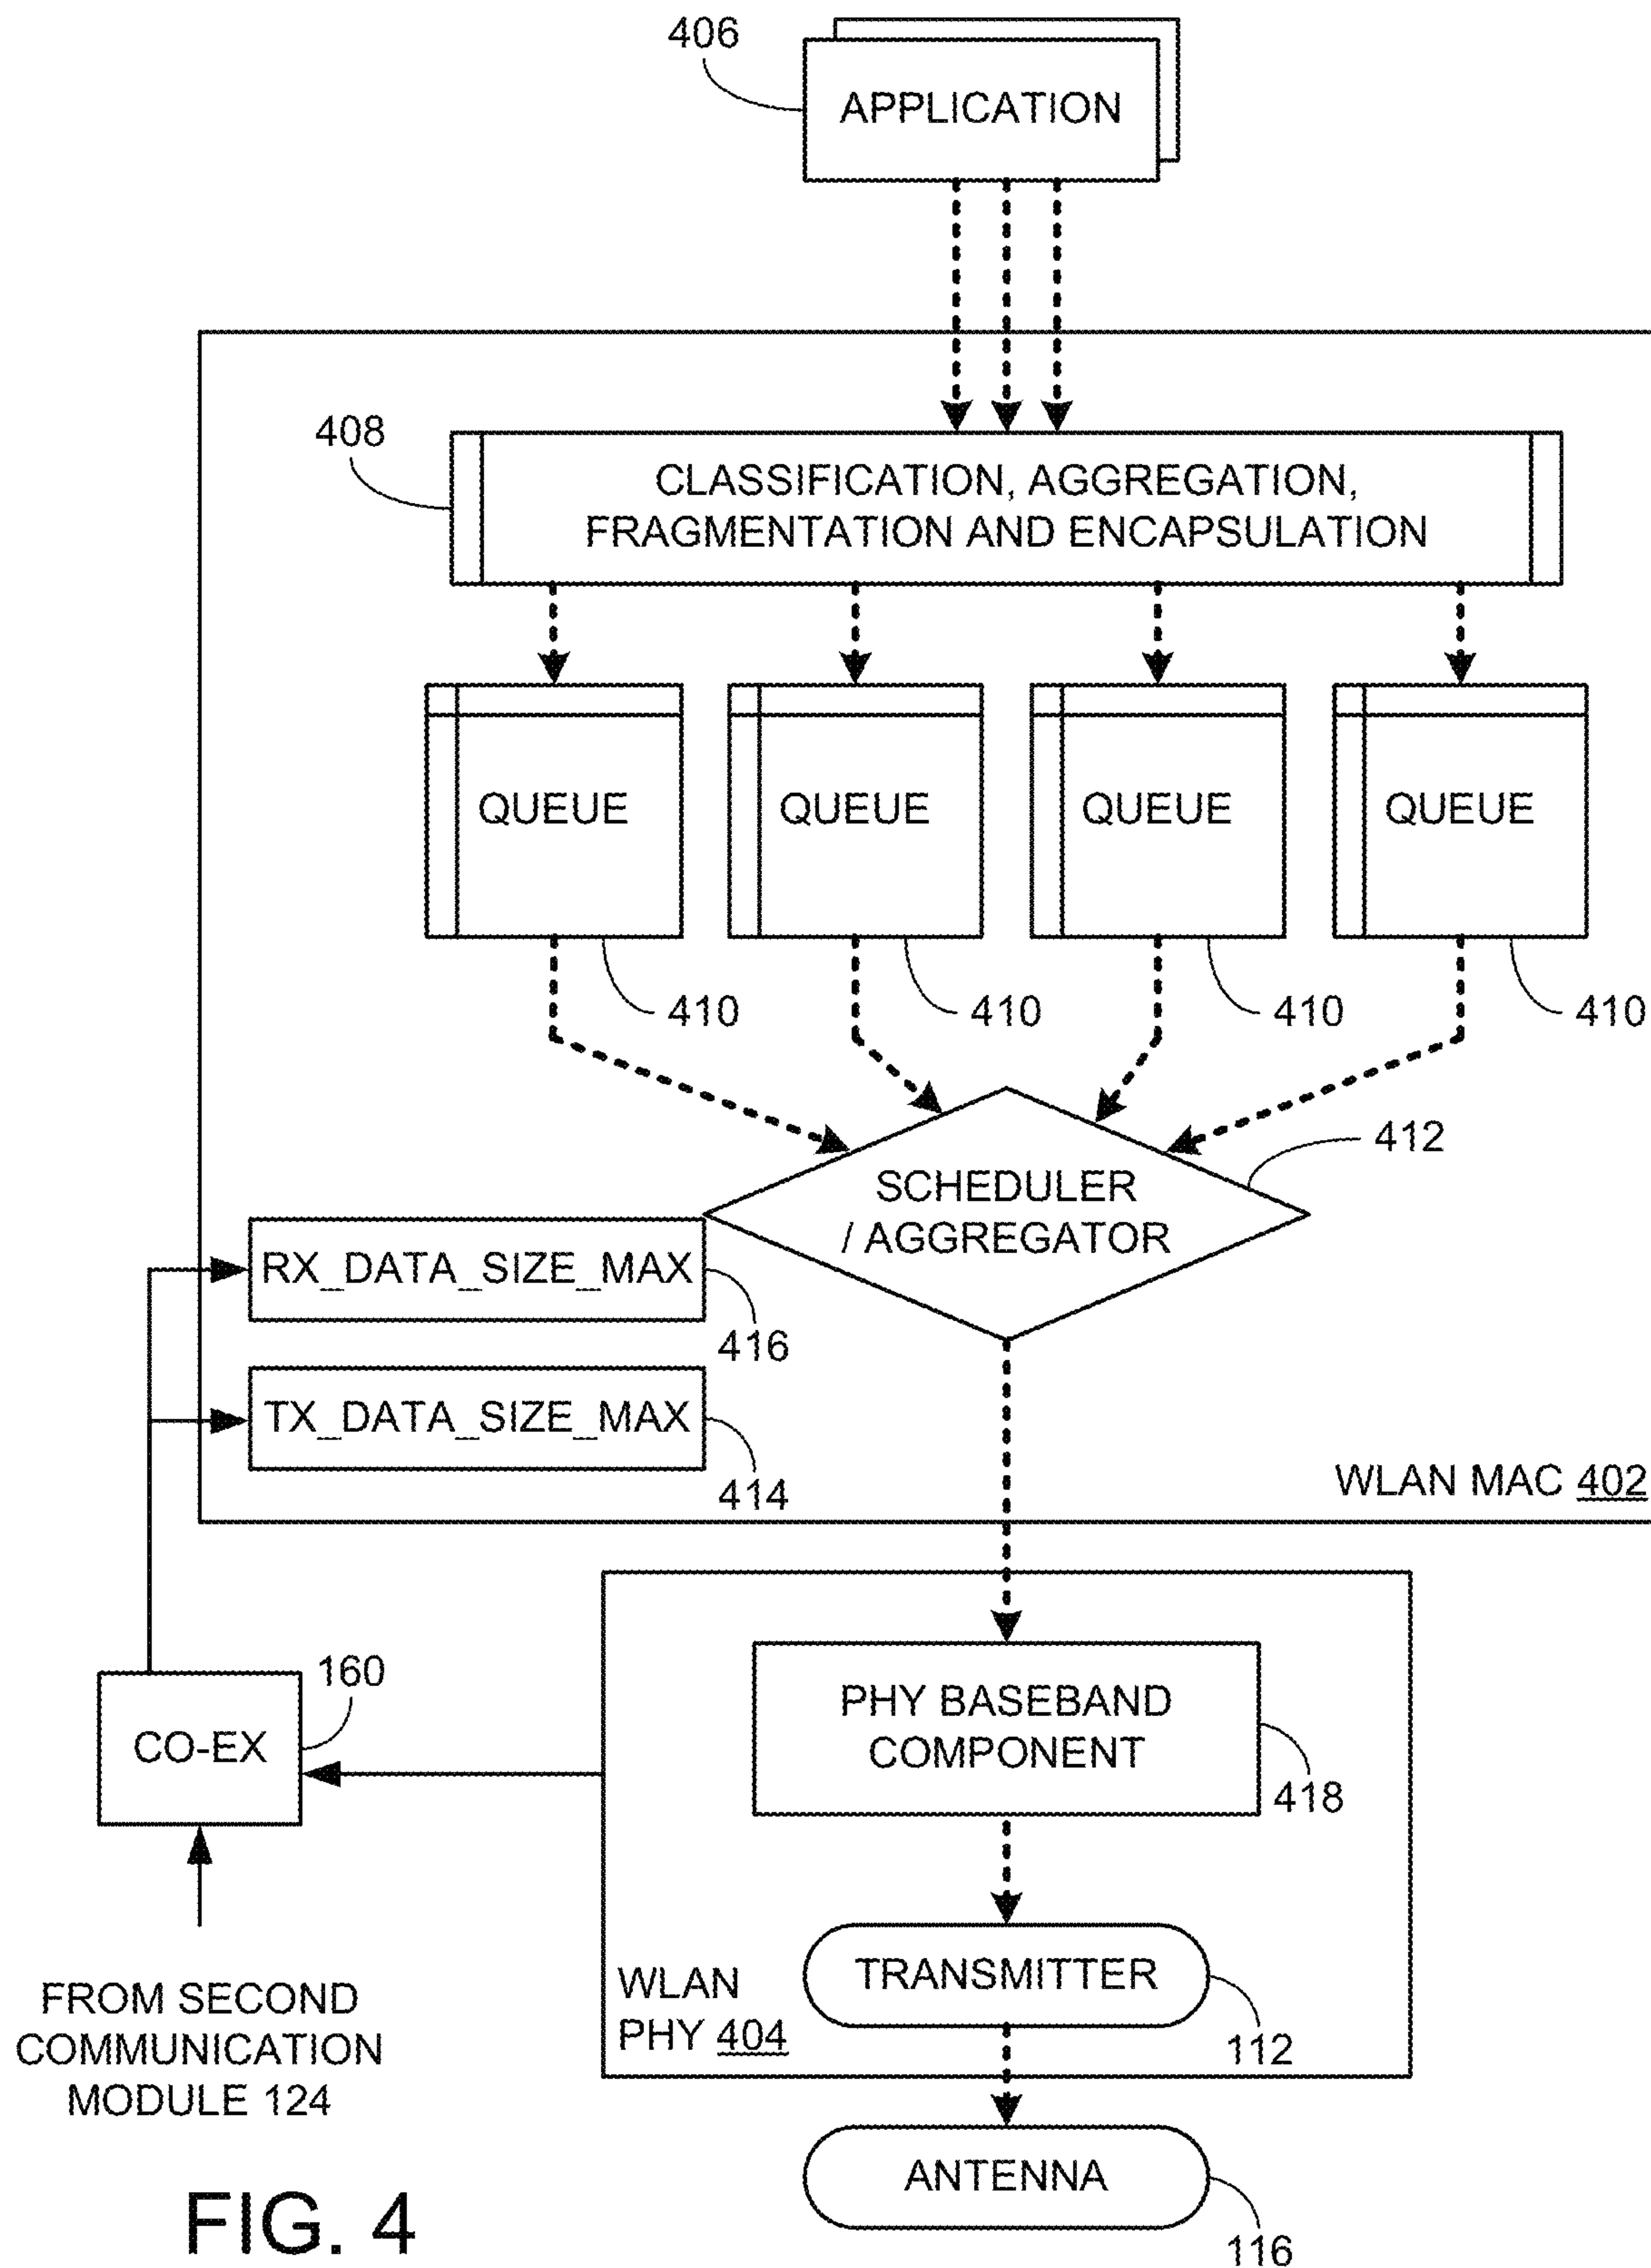 406
APPLICATION
408
CLASSIFICATION, AGGREGATION,
FRAGMENTATION AND ENCAPSULATION
QUEUE
QUEUE
QUEUE
QUEUE
410
410
410
410
412
SCHEDULER
/ AGGREGATOR
RX_DATA_SIZE_MAX
416
TX_DATA_SIZE_MAX
414
WLAN MAC 402
160
CO-EX
PHY BASEBAND
COMPONENT
418
FROM SECOND
COMMUNICATION
MODULE 124
WLAN
PHY 404
TRANSMITTER
112
ANTENNA
116
FIG. 4